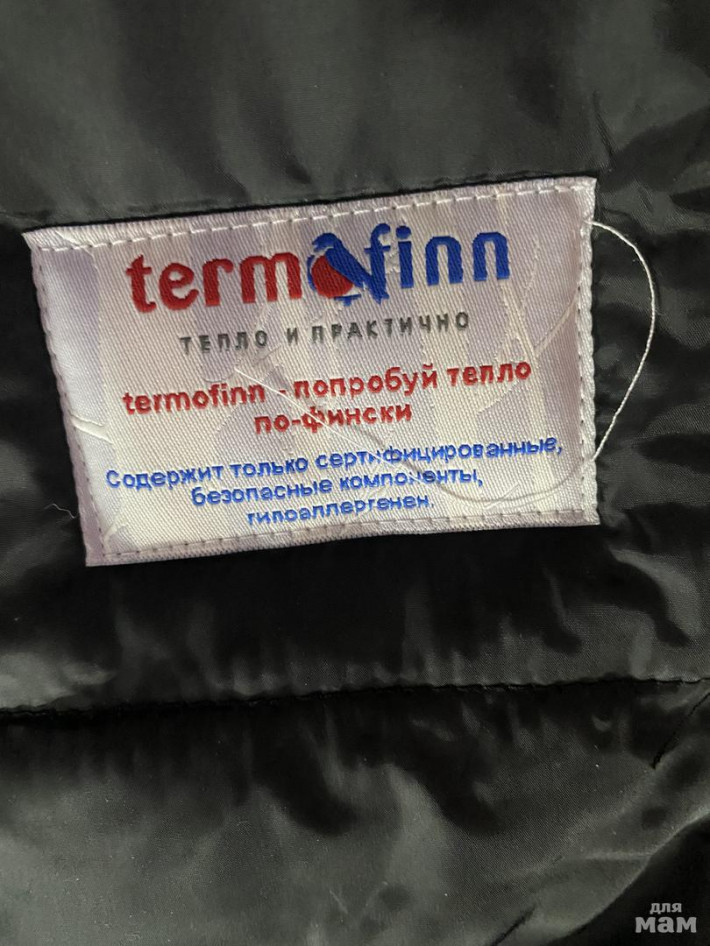 termofinn
ТЕПЛО И ПРАКТИЧНО
termofinn - попробуй тепло
по-фински
Содержит только сертифицированные,
безопасные компоненты,
гипоаллергенен.
для
мам